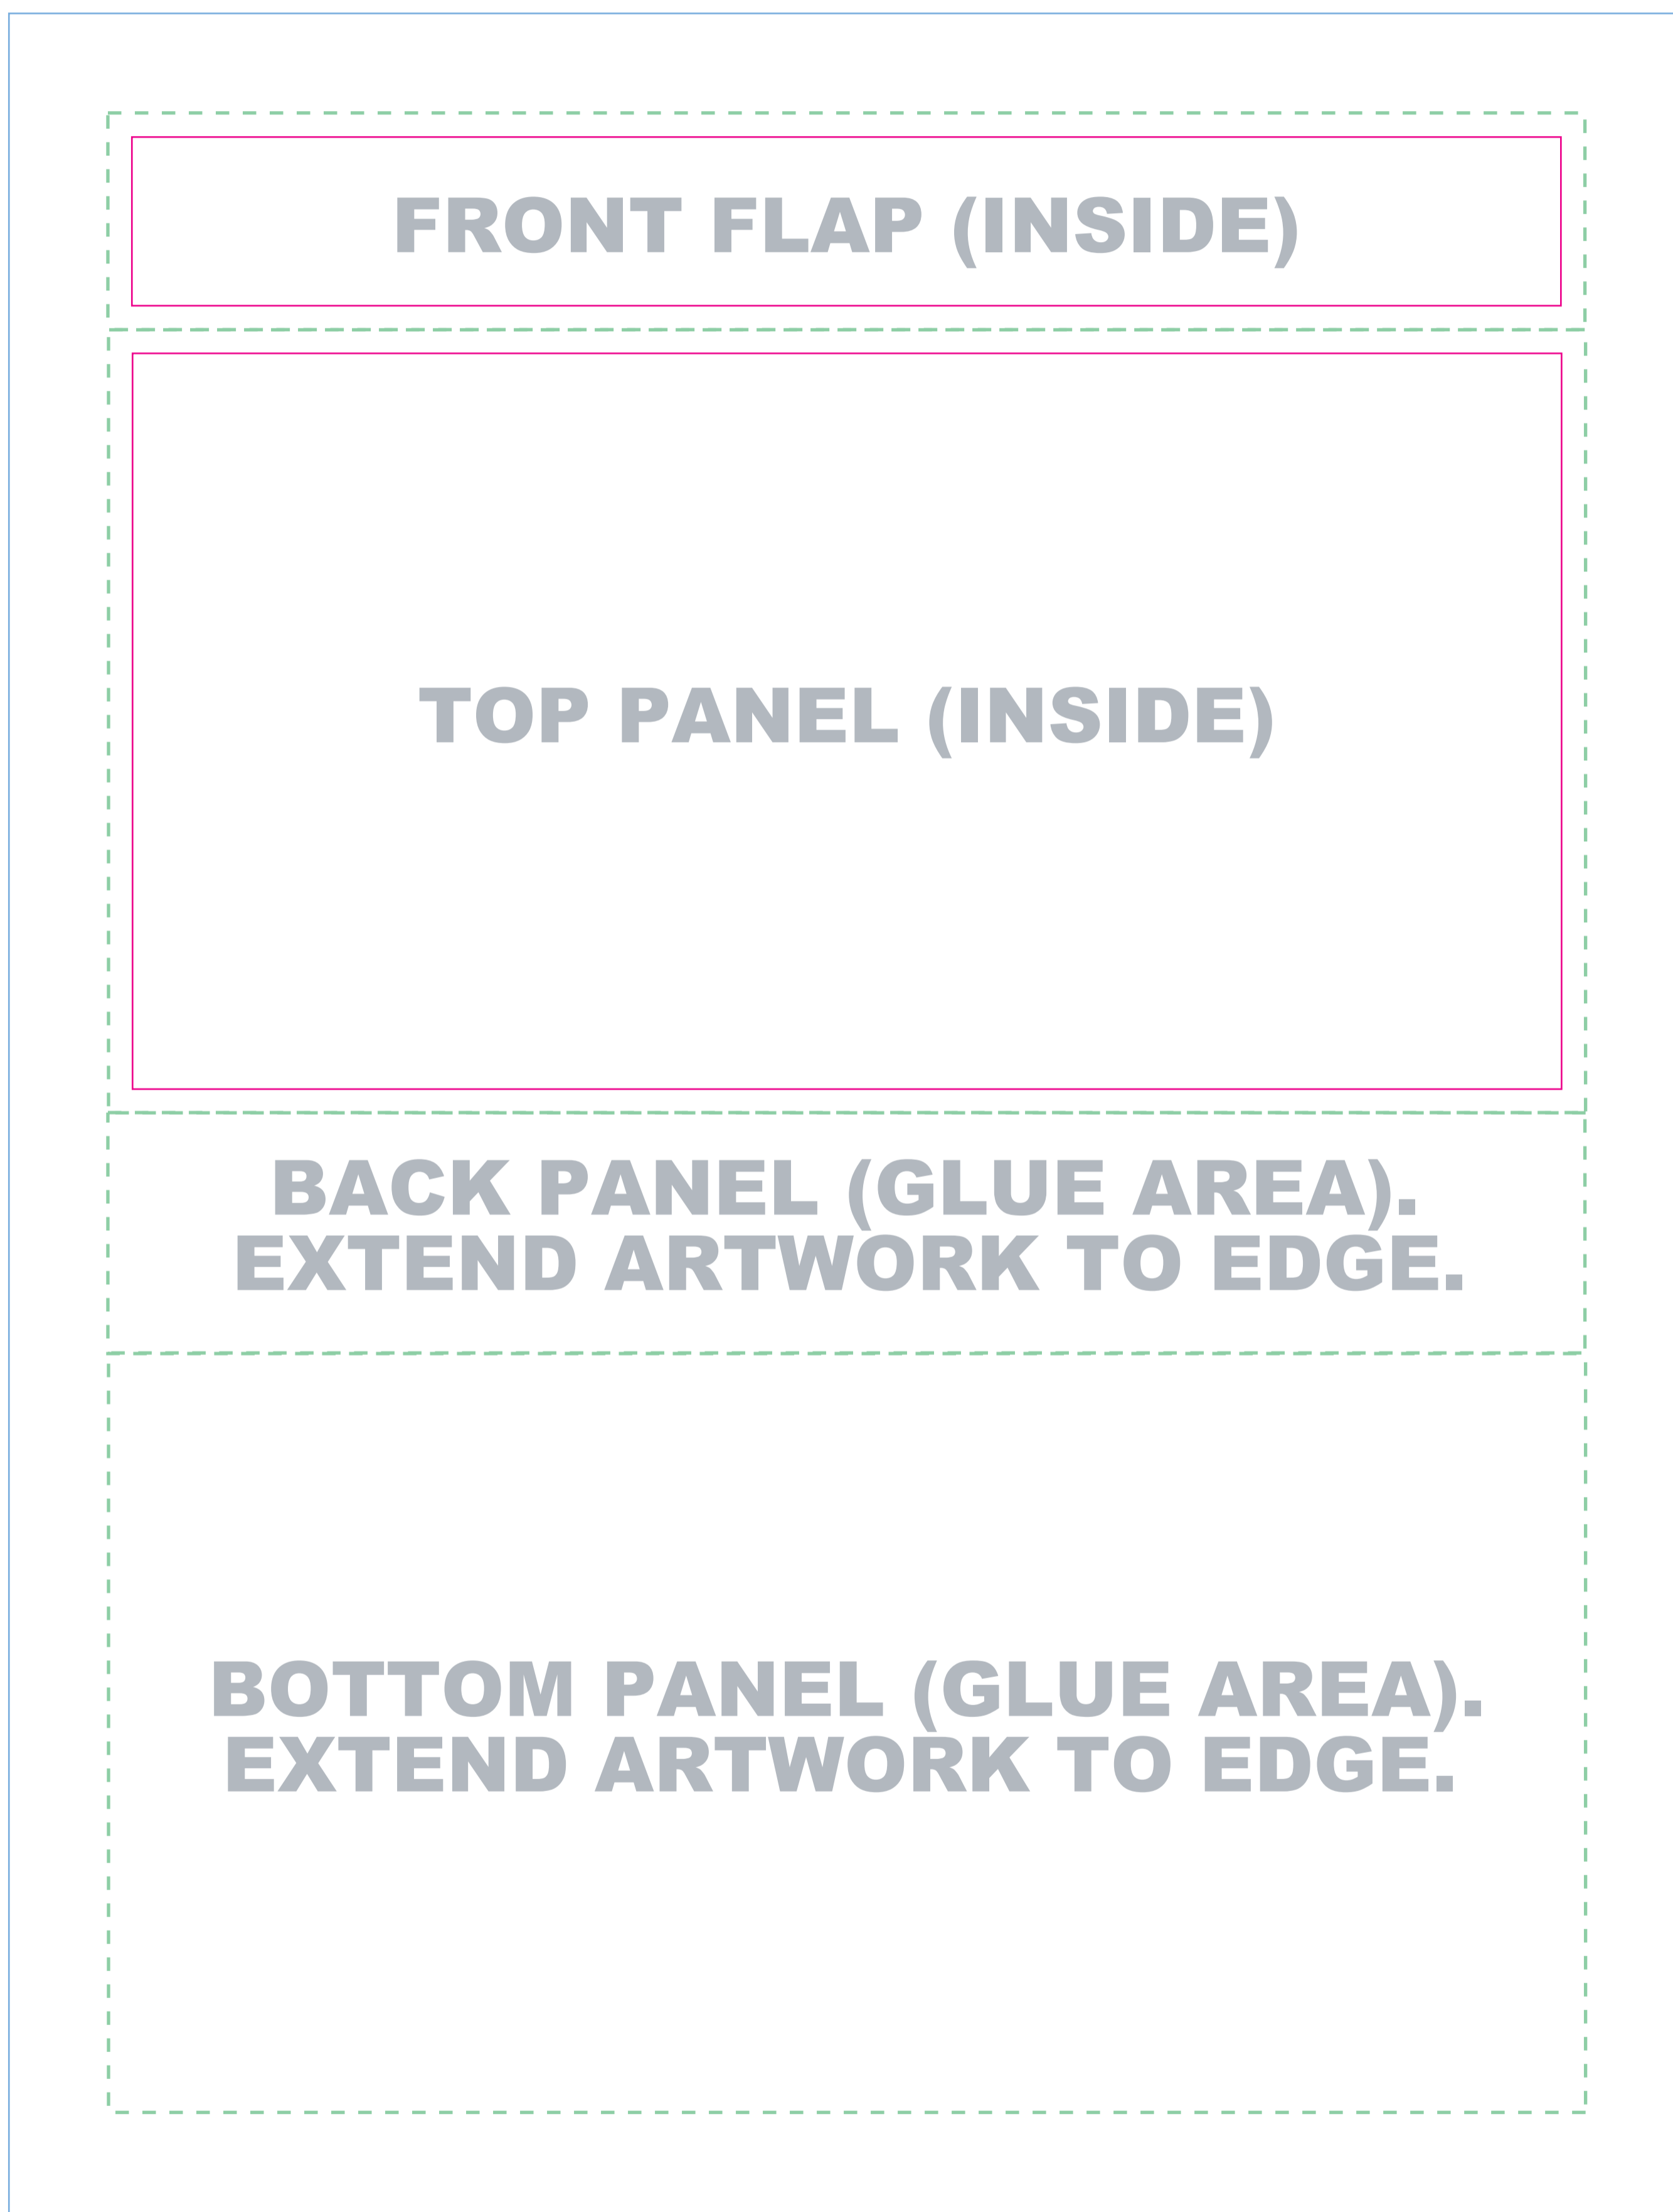 FRONT FLAP (INSIDE)
TOP PANEL (INSIDE)
BACK PANEL (GLUE AREA).
EXTEND ARTWORK TO EDGE.
BOTTOM PANEL (GLUE AREA).
EXTEND ARTWORK TO EDGE.